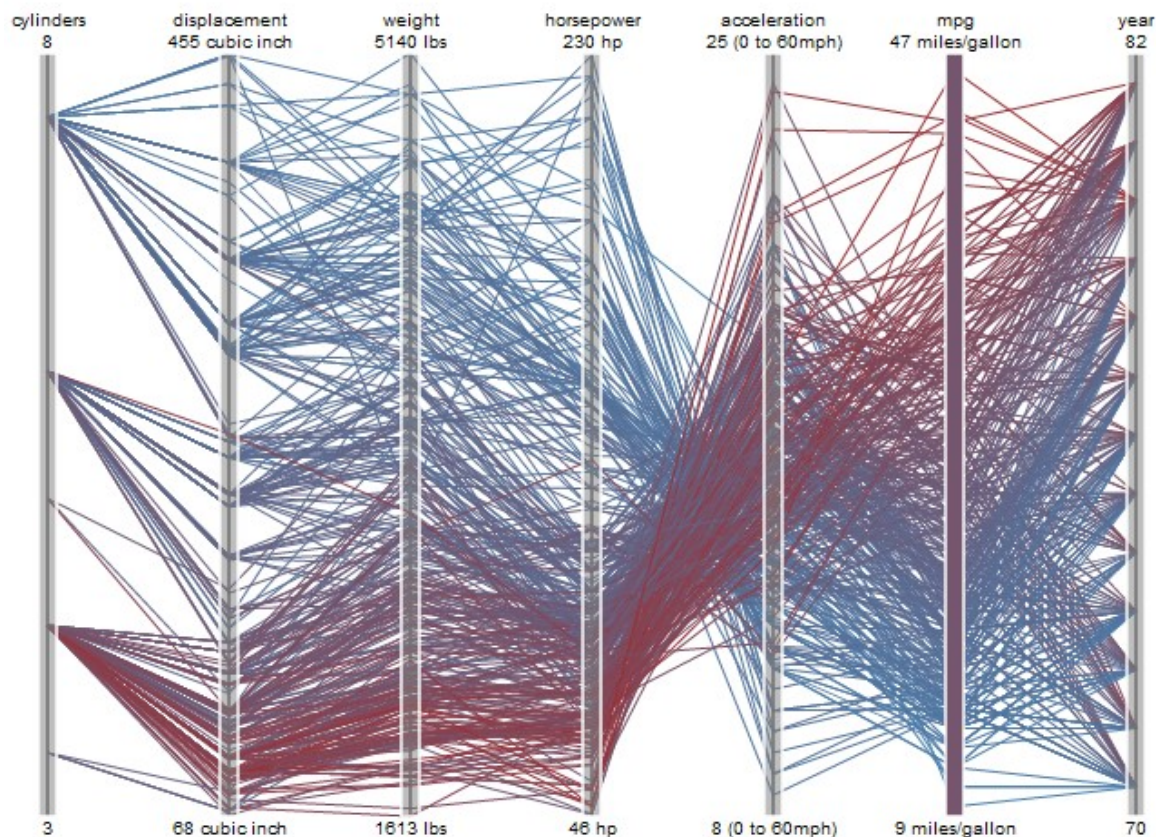 cylinders displacement weight horsepower acceleration mpg year
8 455 cubic inch 5140 lbs 230 hp 25 (0 to 60mph) 47 miles/gallon 82
3 68 cubic inch 1613 lbs 46 hp 8 (0 to 60mph) 9 miles/gallon 70